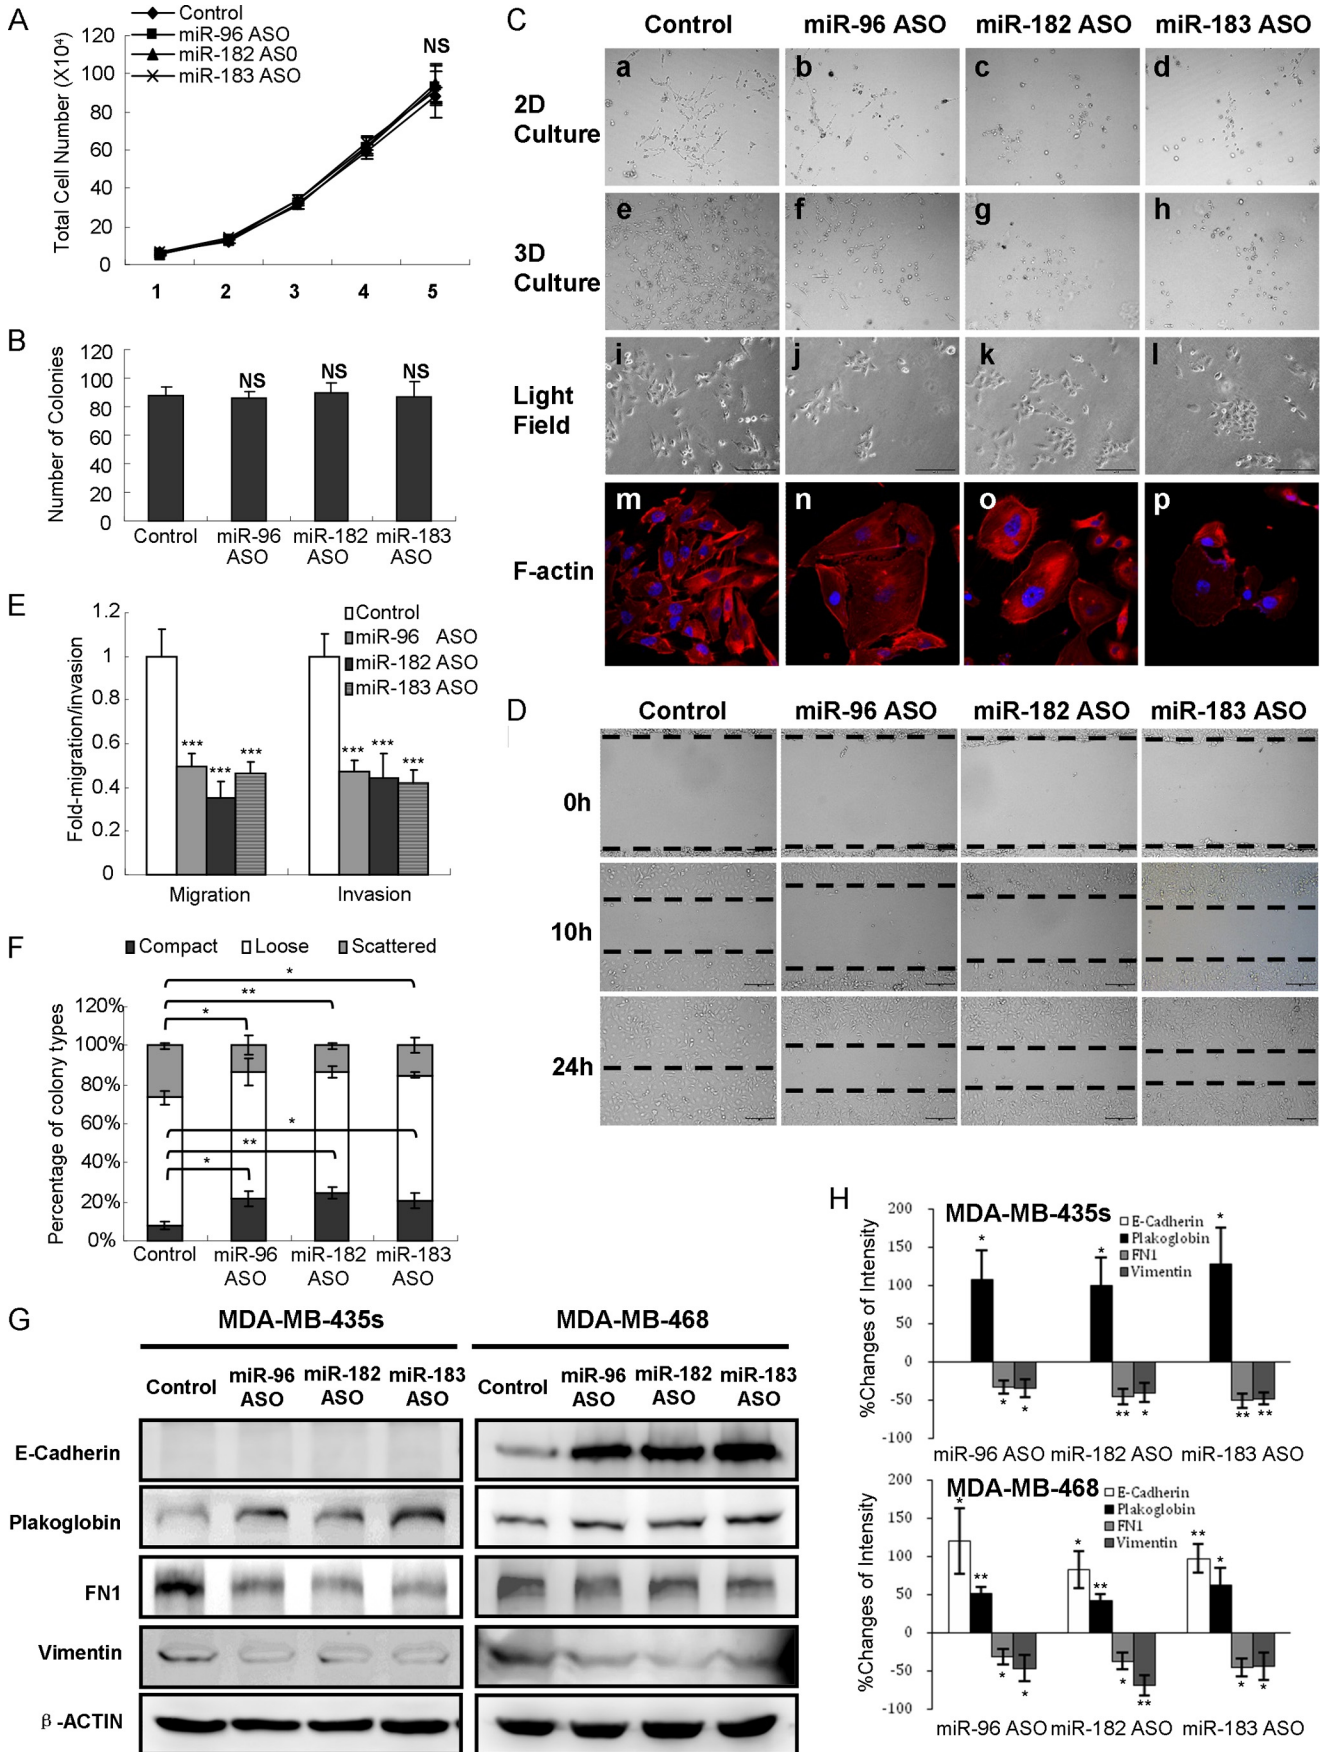 A
Control
miR-96 ASO
miR-182 AS0
miR-183 ASO
NS
Total Cell Number (X10⁴)
120
100
80
60
40
20
0
1 2 3 4 5
B
Number of Colonies
120
100
80
60
40
20
0
NS NS NS
Control miR-96 ASO miR-182 ASO miR-183 ASO
C
Control miR-96 ASO miR-182 ASO miR-183 ASO
2D Culture
a b c d
3D Culture
e f g h
Light Field
i j k l
F-actin
m n o p
D
Control miR-96 ASO miR-182 ASO miR-183 ASO
0h
10h
24h
E
Fold-migration/invasion
1.2
1
0.8
0.6
0.4
0.2
0
Control
miR-96 ASO
miR-182 ASO
miR-183 ASO
*** *** *** *** *** ***
Migration Invasion
F
Compact Loose Scattered
Percentage of colony types
120%
100%
80%
60%
40%
20%
0%
*
**
*
*
**
*
Control miR-96 ASO miR-182 ASO miR-183 ASO
G
MDA-MB-435s MDA-MB-468
Control miR-96 ASO miR-182 ASO miR-183 ASO Control miR-96 ASO miR-182 ASO miR-183 ASO
E-Cadherin
Plakoglobin
FN1
Vimentin
β-ACTIN
H
MDA-MB-435s
E-Cadherin
Plakoglobin
FN1
Vimentin
%Changes of Intensity
200
150
100
50
0
-50
-100
* * *
* * ** * ** **
miR-96 ASO miR-182 ASO miR-183 ASO
MDA-MB-468
E-Cadherin
Plakoglobin
FN1
Vimentin
%Changes of Intensity
200
150
100
50
0
-50
-100
* ** * ** ** *
* * * ** * *
miR-96 ASO miR-182 ASO miR-183 ASO